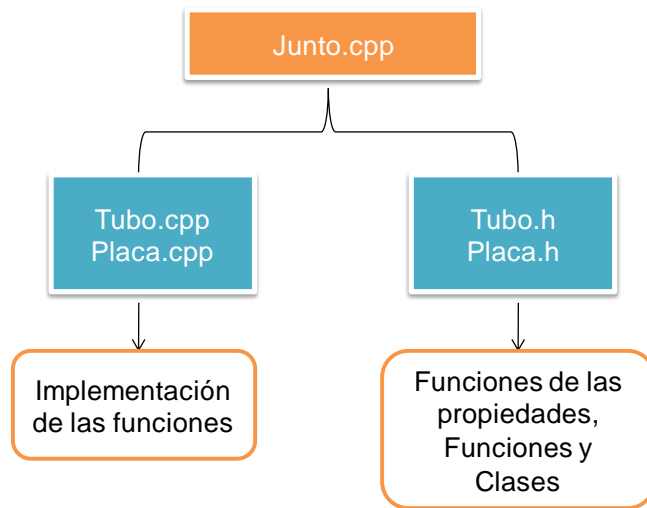 Junto.cpp
Tubo.cpp
Placa.cpp
Tubo.h
Placa.h
Implementación
de las funciones
Funciones de las
propiedades,
Funciones y
Clases